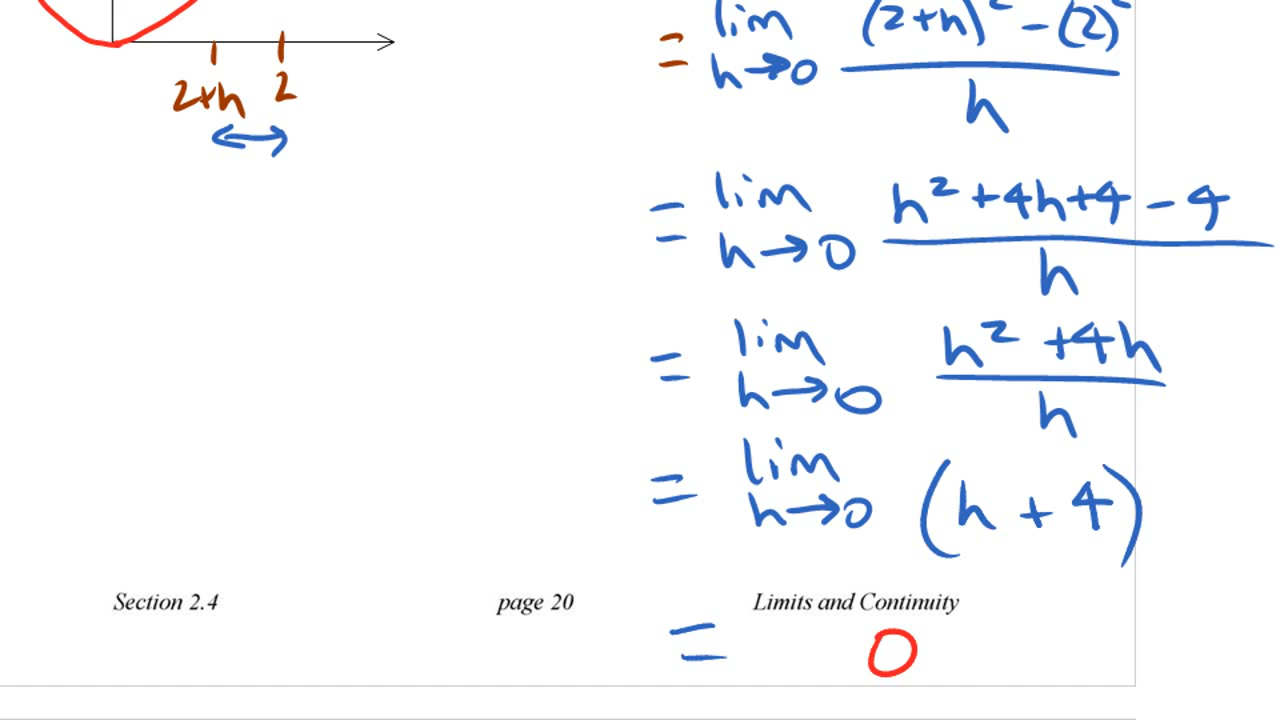 = lim h→0 (2+h)² - (2)² / h
2+h 2
= lim h→0 h² +4h+4 - 4 / h
= lim h→0 h² +4h / h
= lim h→0 (h + 4)
Section 2.4 page 20 Limits and Continuity
= 0